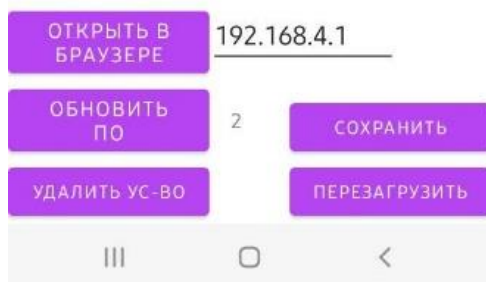 ОТКРЫТЬ В
БРАУЗЕРЕ
192.168.4.1
ОБНОВИТЬ
ПО
2
СОХРАНИТЬ
УДАЛИТЬ УС-ВО
ПЕРЕЗАГРУЗИТЬ